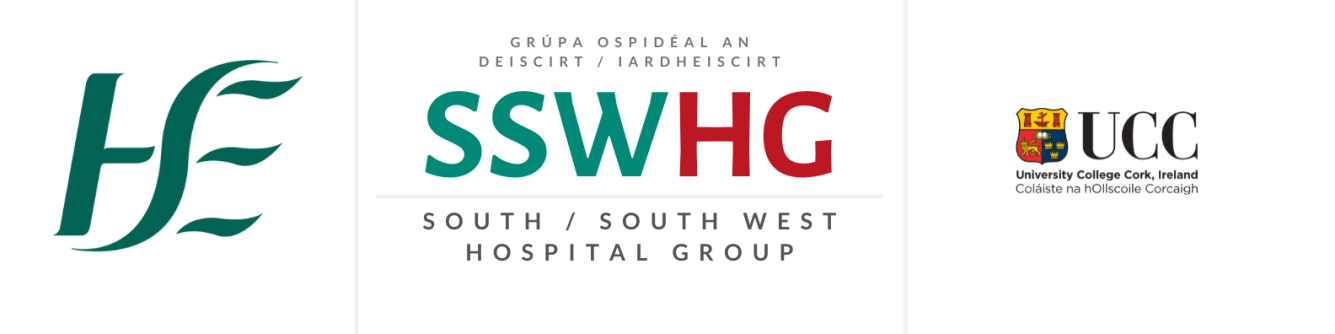 HSE
GRÚPA OSPIDÉAL AN
DEISCIRT / IARDHEISCIRT
SSWHG
SOUTH / SOUTH WEST
HOSPITAL GROUP
UCC
University College Cork, Ireland
Coláiste na hOllscoile Corcaigh